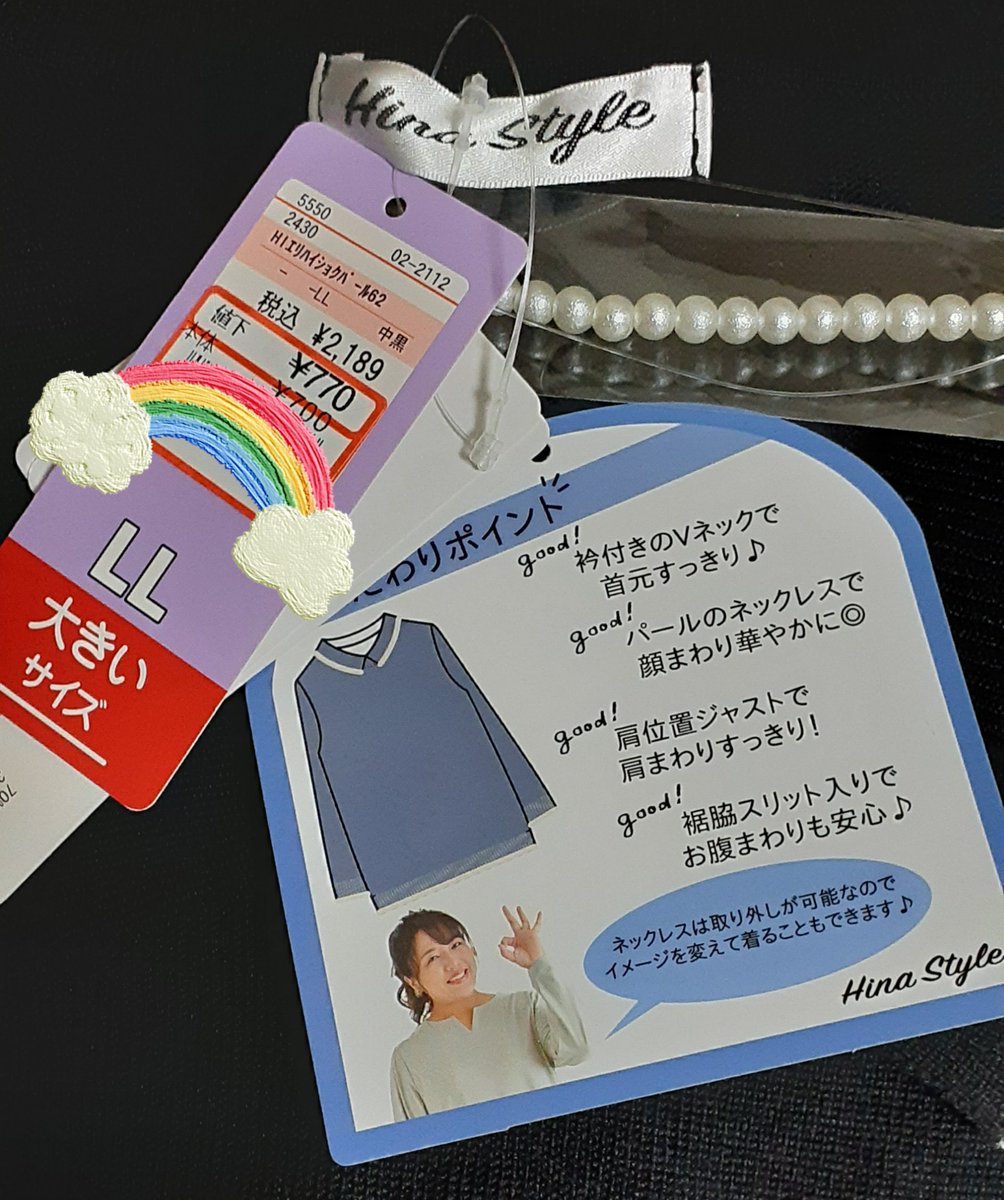 Hina Style
5550
2430
02-2112
HIｴﾘﾊｲｼｮｸﾊﾟｰﾙ62
-
-LL
中黒
税込 ¥2,189
値下 ¥770
本体 ¥700
LL
大きい
サイズ
だわりポイント
good!
衿付きのVネックで
首元すっきり♪
good!
パールのネックレスで
顔まわり華やかに◎
good!
肩位置ジャストで
肩まわりすっきり!
good!
裾脇スリット入りで
お腹まわりも安心♪
ネックレスは取り外しが可能なので
イメージを変えて着ることもできます♪
Hina Style